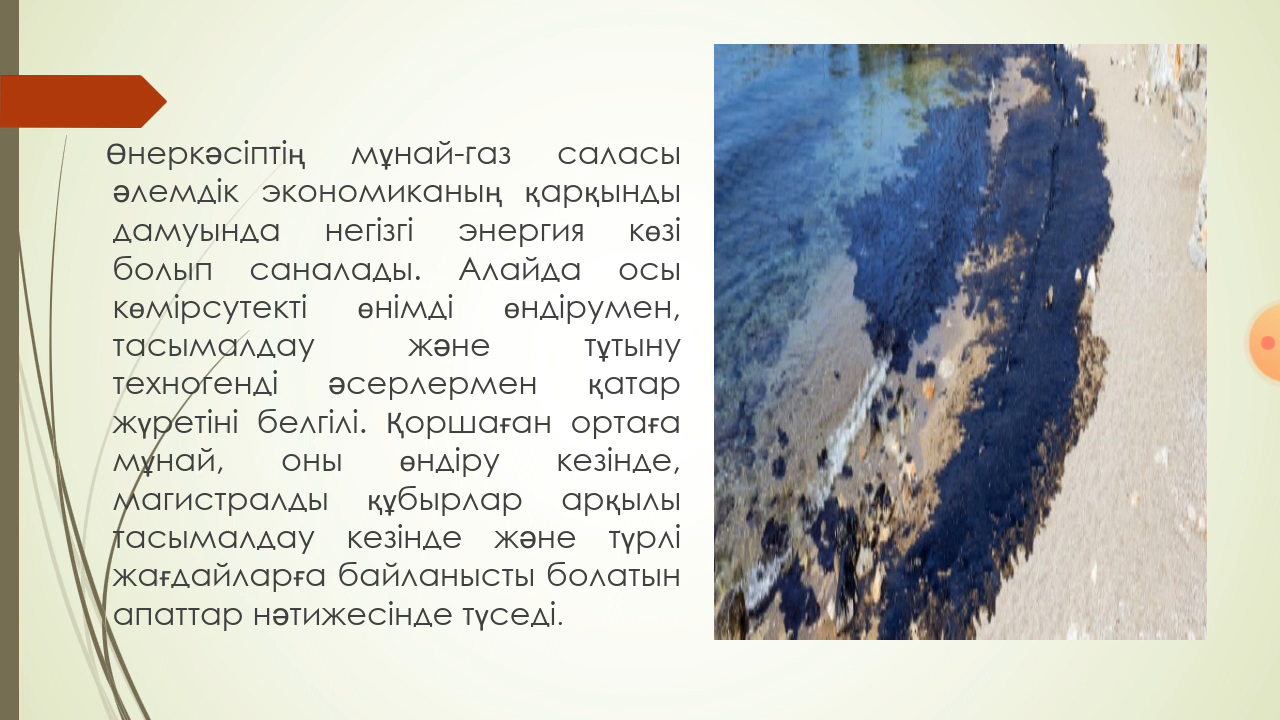 Өнеркәсіптің мұнай-газ саласы
әлемдік экономиканың қарқынды
дамуында негізгі энергия көзі
болып саналады. Алайда осы
көмірсутекті өнімді өндірумен,
тасымалдау және тұтыну
техногенді әсерлермен қатар
жүретіні белгілі. Қоршаған ортаға
мұнай, оны өндіру кезінде,
магистралды құбырлар арқылы
тасымалдау кезінде және түрлі
жағдайларға байланысты болатын
апаттар нәтижесінде түседі.